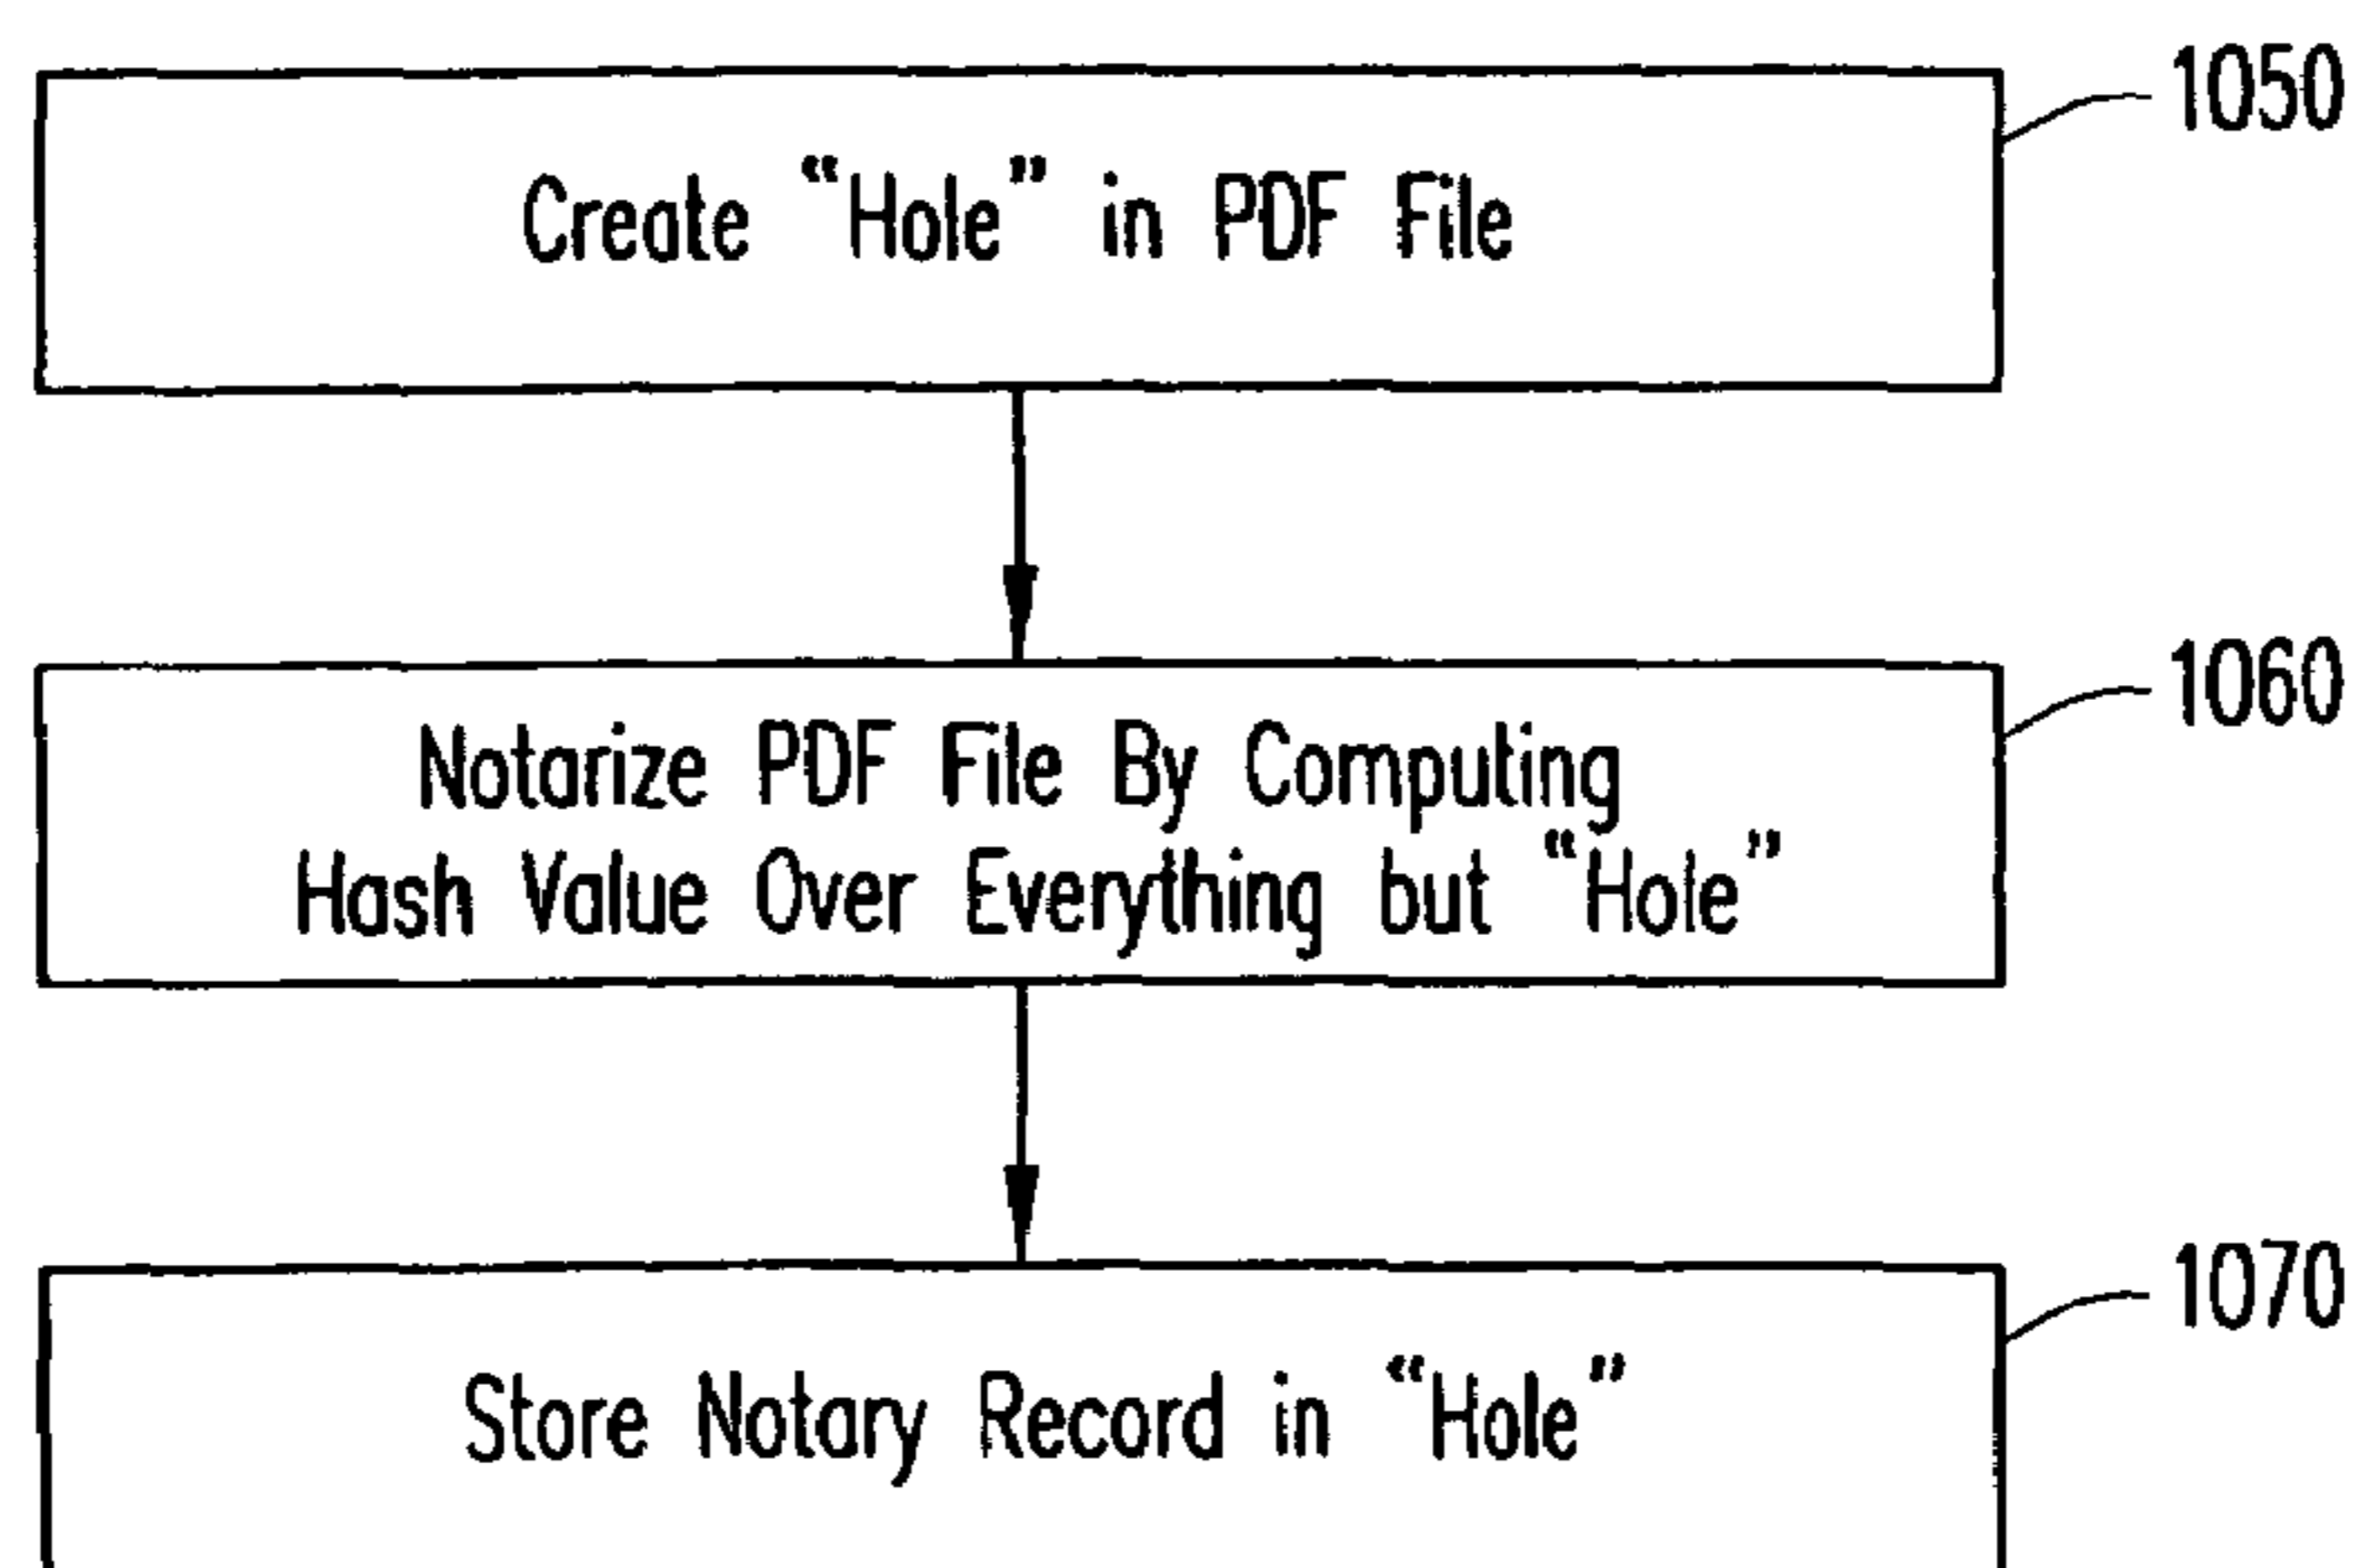 1050
Create “Hole” in PDF File
1060
Notarize PDF File By Computing
Hash Value Over Everything but “Hole”
1070
Store Notary Record in “Hole”